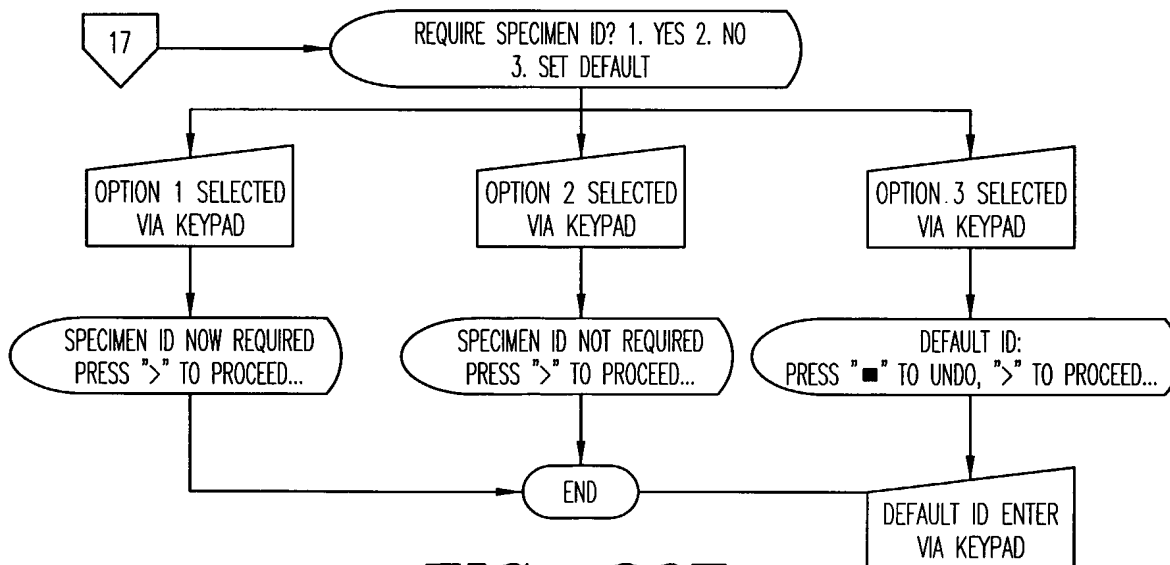 17
REQUIRE SPECIMEN ID? 1. YES 2. NO
3. SET DEFAULT
OPTION 1 SELECTED
VIA KEYPAD
OPTION 2 SELECTED
VIA KEYPAD
OPTION 3 SELECTED
VIA KEYPAD
SPECIMEN ID NOW REQUIRED
PRESS ">" TO PROCEED...
SPECIMEN ID NOT REQUIRED
PRESS ">" TO PROCEED...
DEFAULT ID:
PRESS "■" TO UNDO, ">" TO PROCEED...
END
DEFAULT ID ENTER
VIA KEYPAD